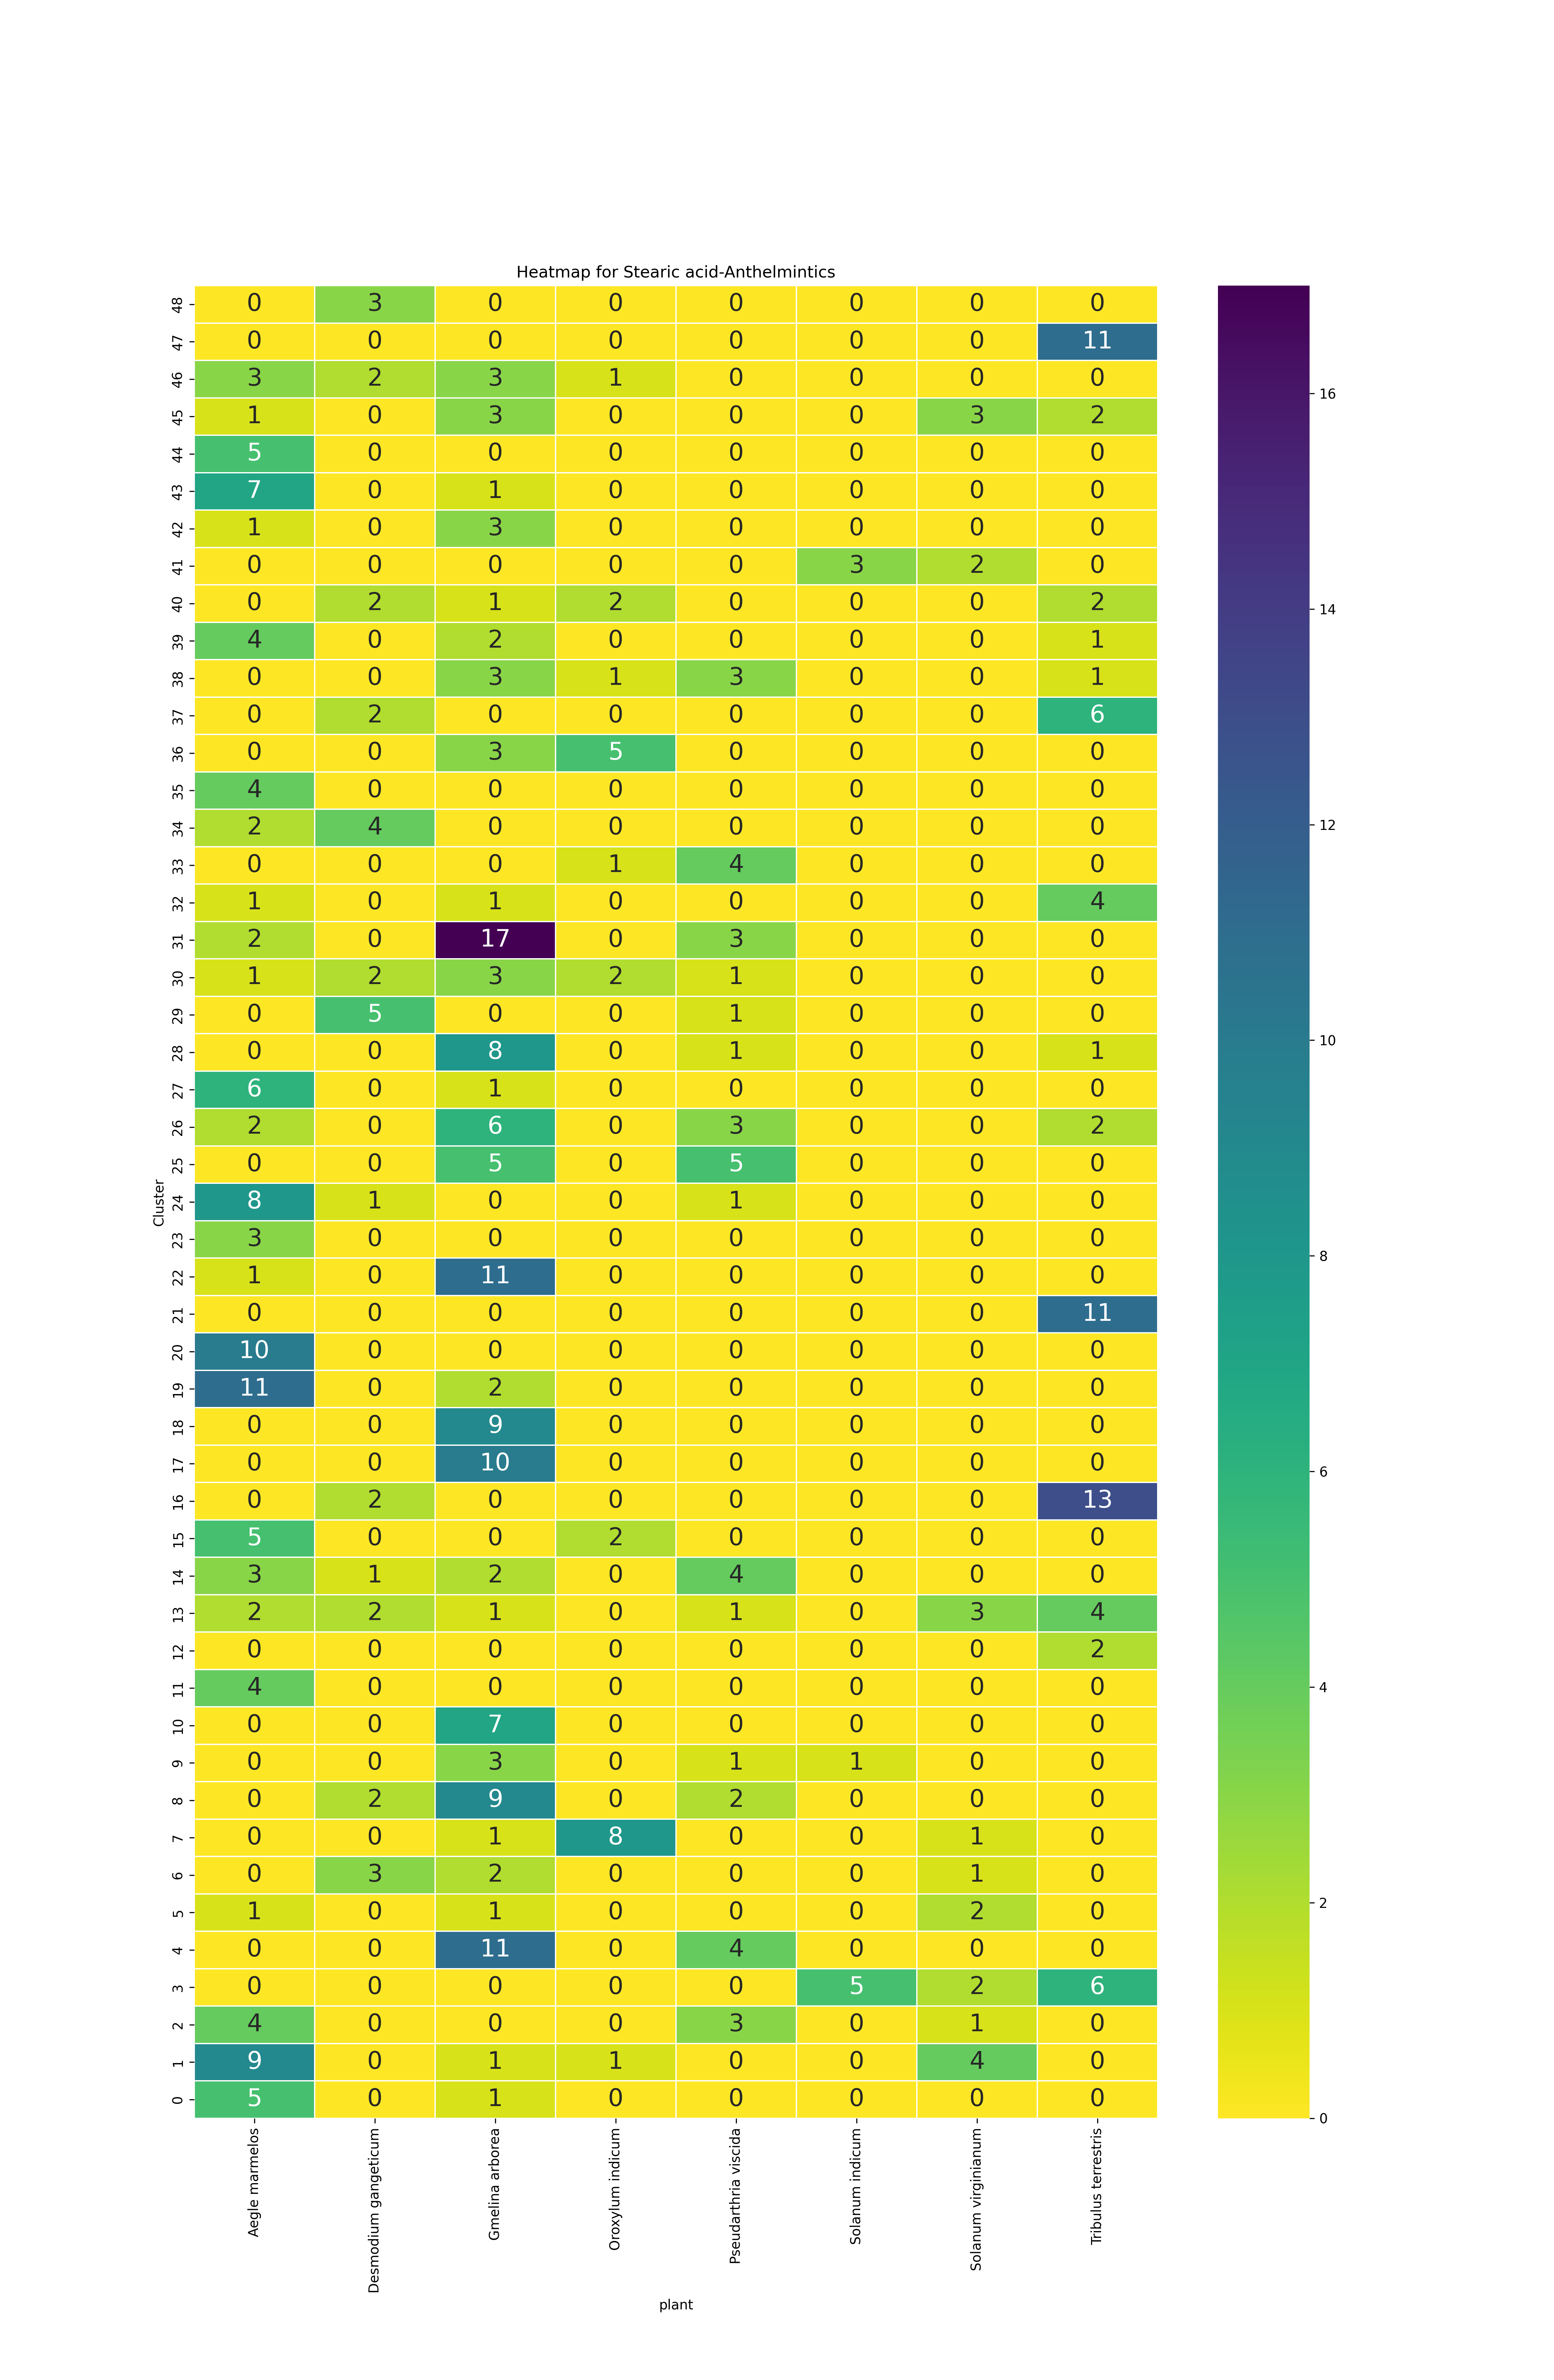 Heatmap for Stearic acid-Anthelmintics
48 0 3 0 0 0 0 0 0
47 0 0 0 0 0 0 0 11
46 3 2 3 1 0 0 0 0
45 1 0 3 0 0 0 3 2
44 5 0 0 0 0 0 0 0
43 7 0 1 0 0 0 0 0
42 1 0 3 0 0 0 0 0
41 0 0 0 0 0 3 2 0
40 0 2 1 2 0 0 0 2
39 4 0 2 0 0 0 0 1
38 0 0 3 1 3 0 0 1
37 0 2 0 0 0 0 0 6
36 0 0 3 5 0 0 0 0
35 4 0 0 0 0 0 0 0
34 2 4 0 0 0 0 0 0
33 0 0 0 1 4 0 0 0
32 1 0 1 0 0 0 0 4
31 2 0 17 0 3 0 0 0
30 1 2 3 2 1 0 0 0
29 0 5 0 0 1 0 0 0
28 0 0 8 0 1 0 0 1
27 6 0 1 0 0 0 0 0
26 2 0 6 0 3 0 0 2
25 0 0 5 0 5 0 0 0
24 8 1 0 0 1 0 0 0
23 3 0 0 0 0 0 0 0
22 1 0 11 0 0 0 0 0
21 0 0 0 0 0 0 0 11
20 10 0 0 0 0 0 0 0
19 11 0 2 0 0 0 0 0
18 0 0 9 0 0 0 0 0
17 0 0 10 0 0 0 0 0
16 0 2 0 0 0 0 0 13
15 5 0 0 2 0 0 0 0
14 3 1 2 0 4 0 0 0
13 2 2 1 0 1 0 3 4
12 0 0 0 0 0 0 0 2
11 4 0 0 0 0 0 0 0
10 0 0 7 0 0 0 0 0
9 0 0 3 0 1 1 0 0
8 0 2 9 0 2 0 0 0
7 0 0 1 8 0 0 1 0
6 0 3 2 0 0 0 1 0
5 1 0 1 0 0 0 2 0
4 0 0 11 0 4 0 0 0
3 0 0 0 0 0 5 2 6
2 4 0 0 0 3 0 1 0
1 9 0 1 1 0 0 4 0
0 5 0 1 0 0 0 0 0
Cluster
Aegle marmelos
Desmodium gangeticum
Gmelina arborea
Oroxylum indicum
Pseudarthria viscida
Solanum indicum
Solanum virginianum
Tribulus terrestris
plant
16
14
12
10
8
6
4
2
0